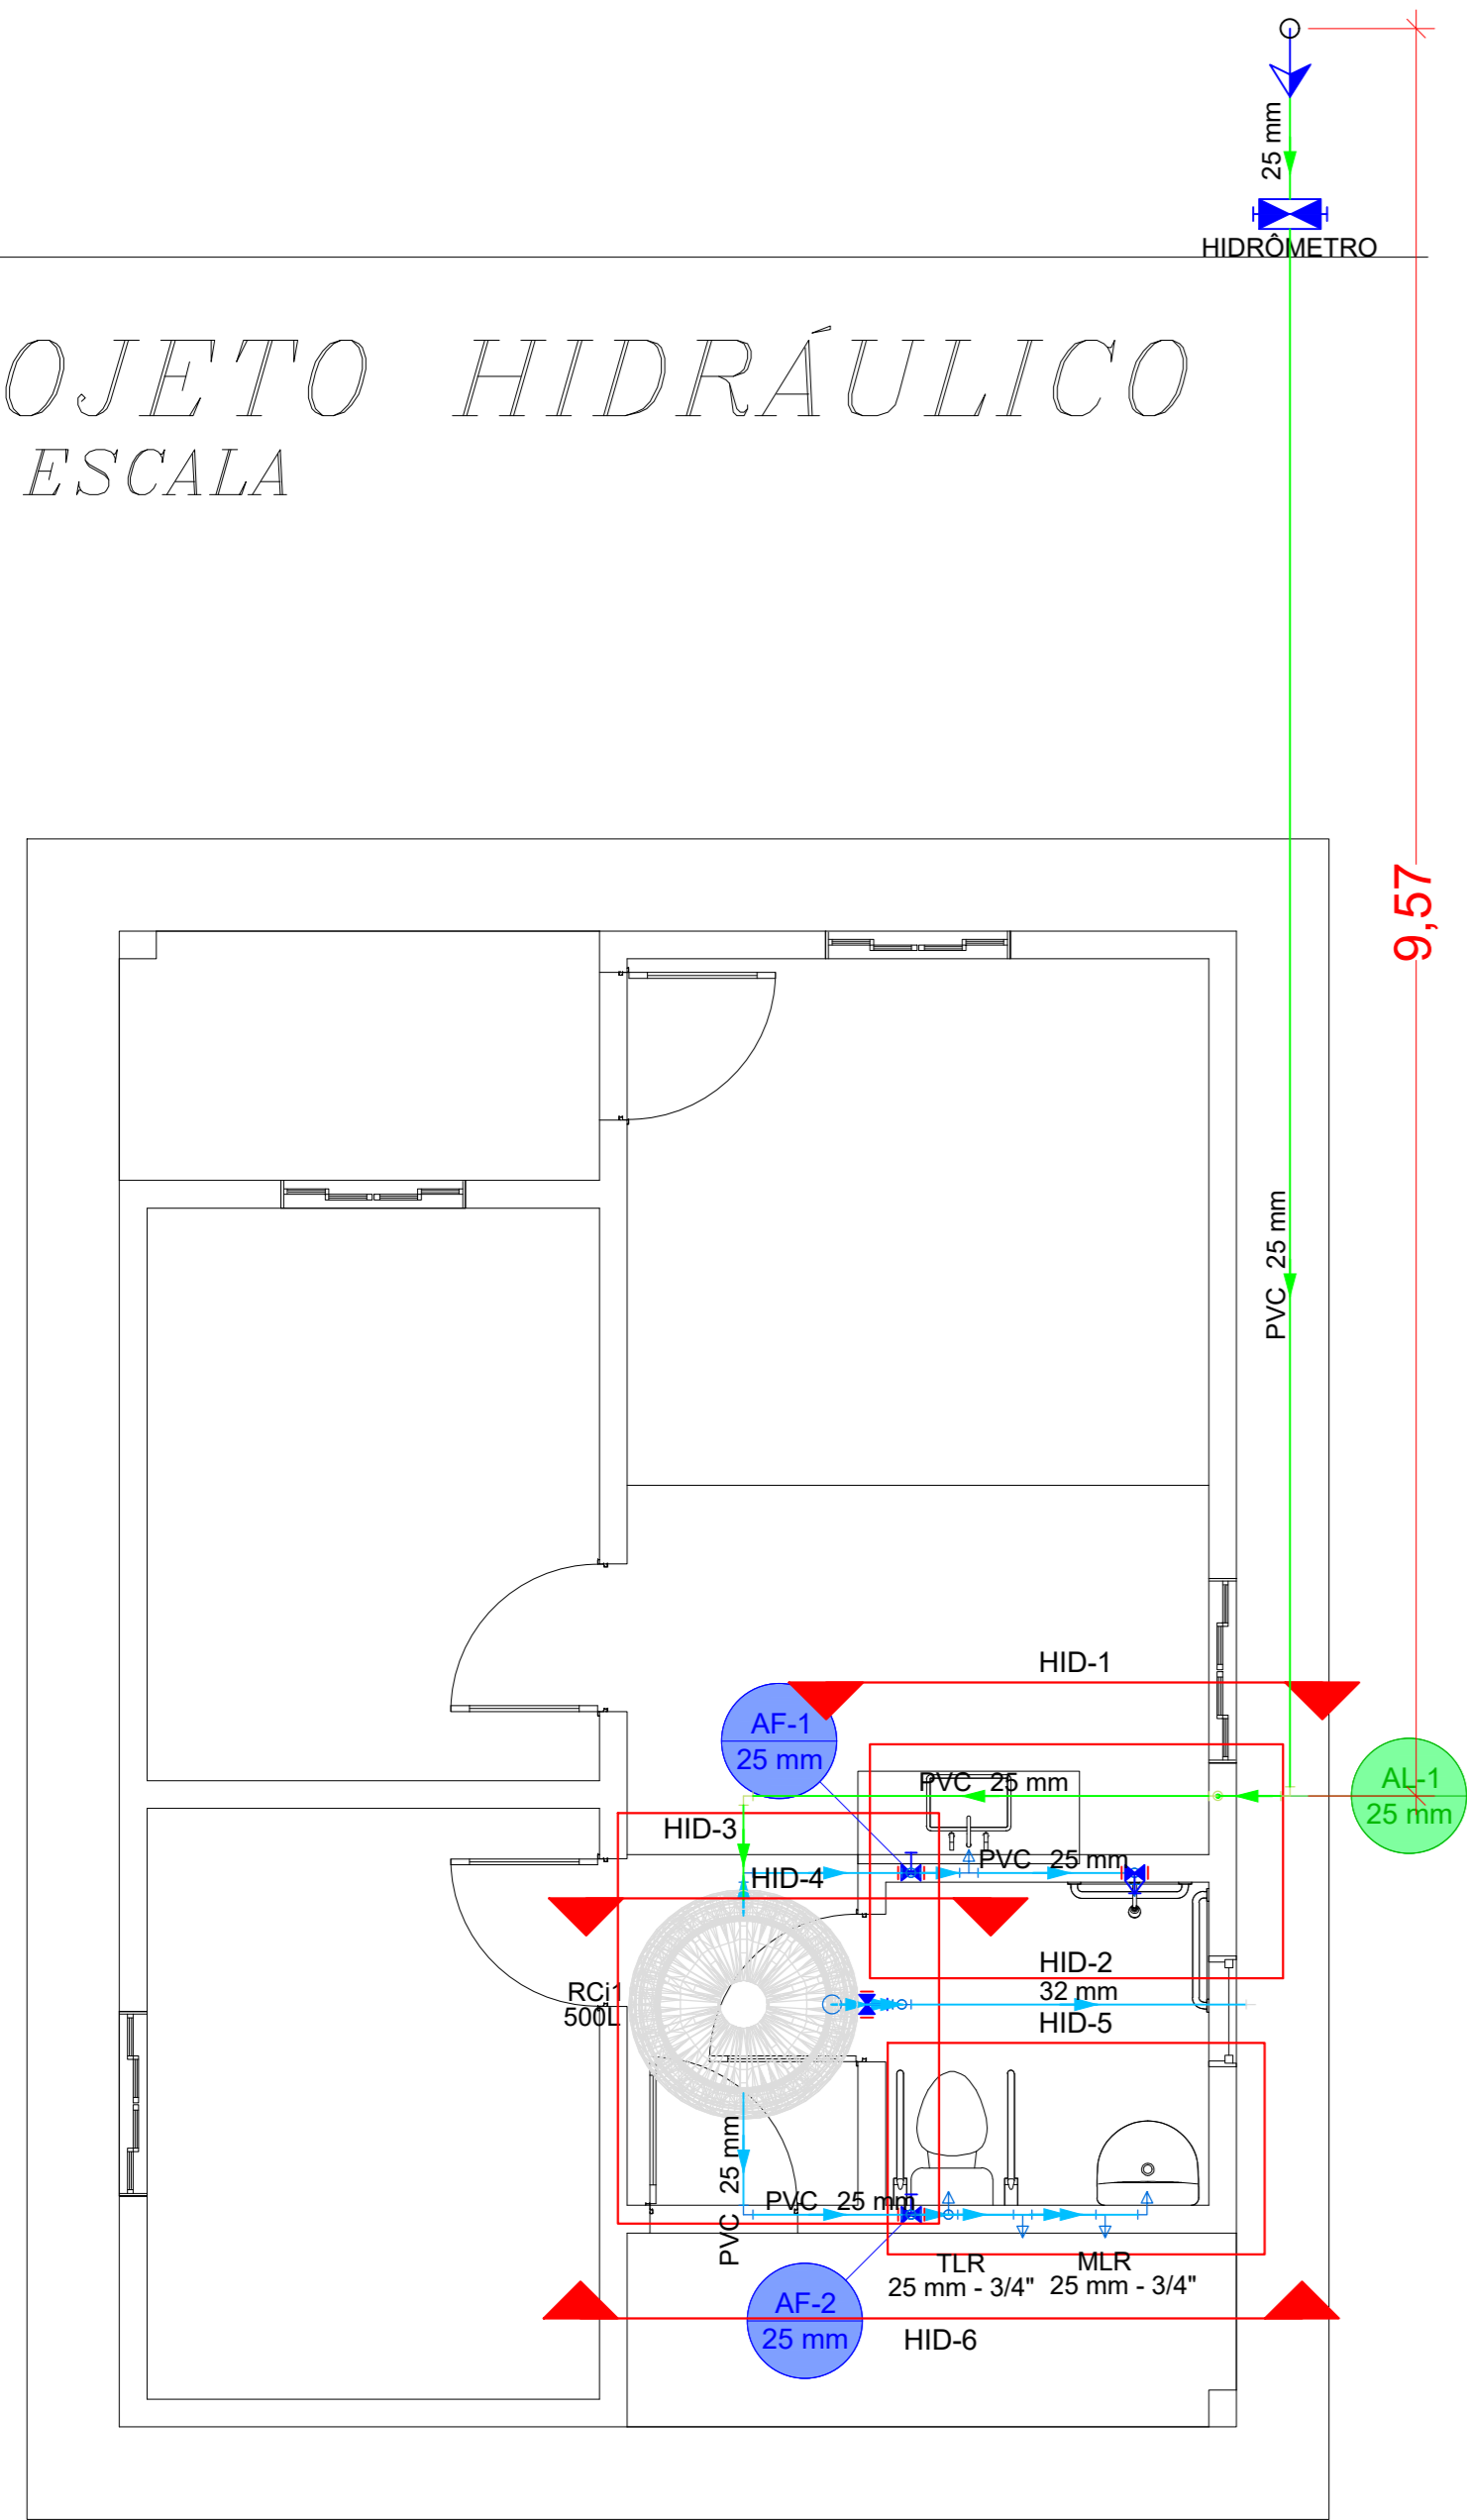 25 mm
HIDRÔMETRO
OJETO HIDRÁULICO
ESCALA
9,57
PVC 25 mm
HID-1
AF-1
25 mm
PVC 25 mm
AL-1
25 mm
HID-3
PVC 25 mm
HID-4
HID-2
RCi1
500L
32 mm
HID-5
PVC 25 mm
PVC 25 mm
TLR
25 mm - 3/4"
MLR
25 mm - 3/4"
AF-2
25 mm
HID-6